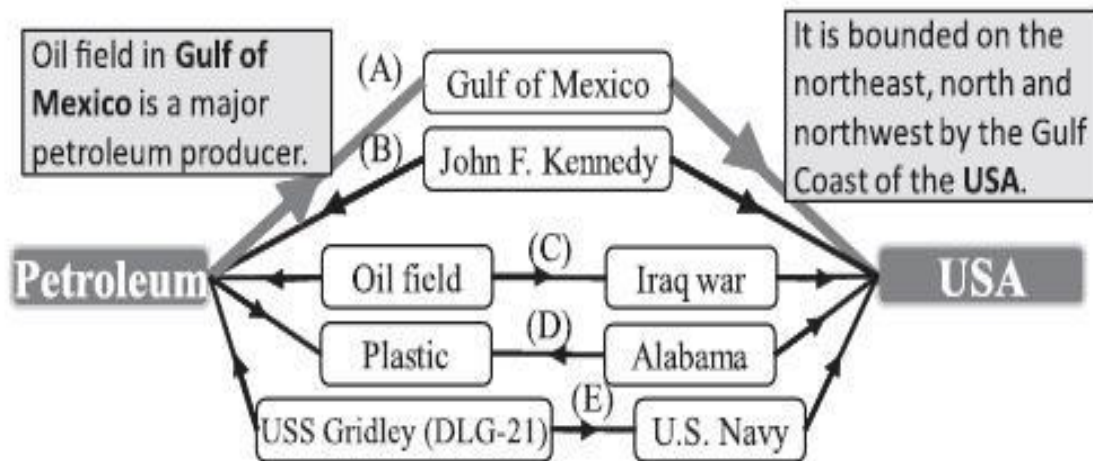 Oil field in Gulf of
Mexico is a major
petroleum producer.
(A)
Gulf of Mexico
It is bounded on the
northeast, north and
northwest by the Gulf
Coast of the USA.
(B)
John F. Kennedy
Petroleum
Oil field
(C)
Iraq war
USA
Plastic
(D)
Alabama
USS Gridley (DLG-21)
(E)
U.S. Navy